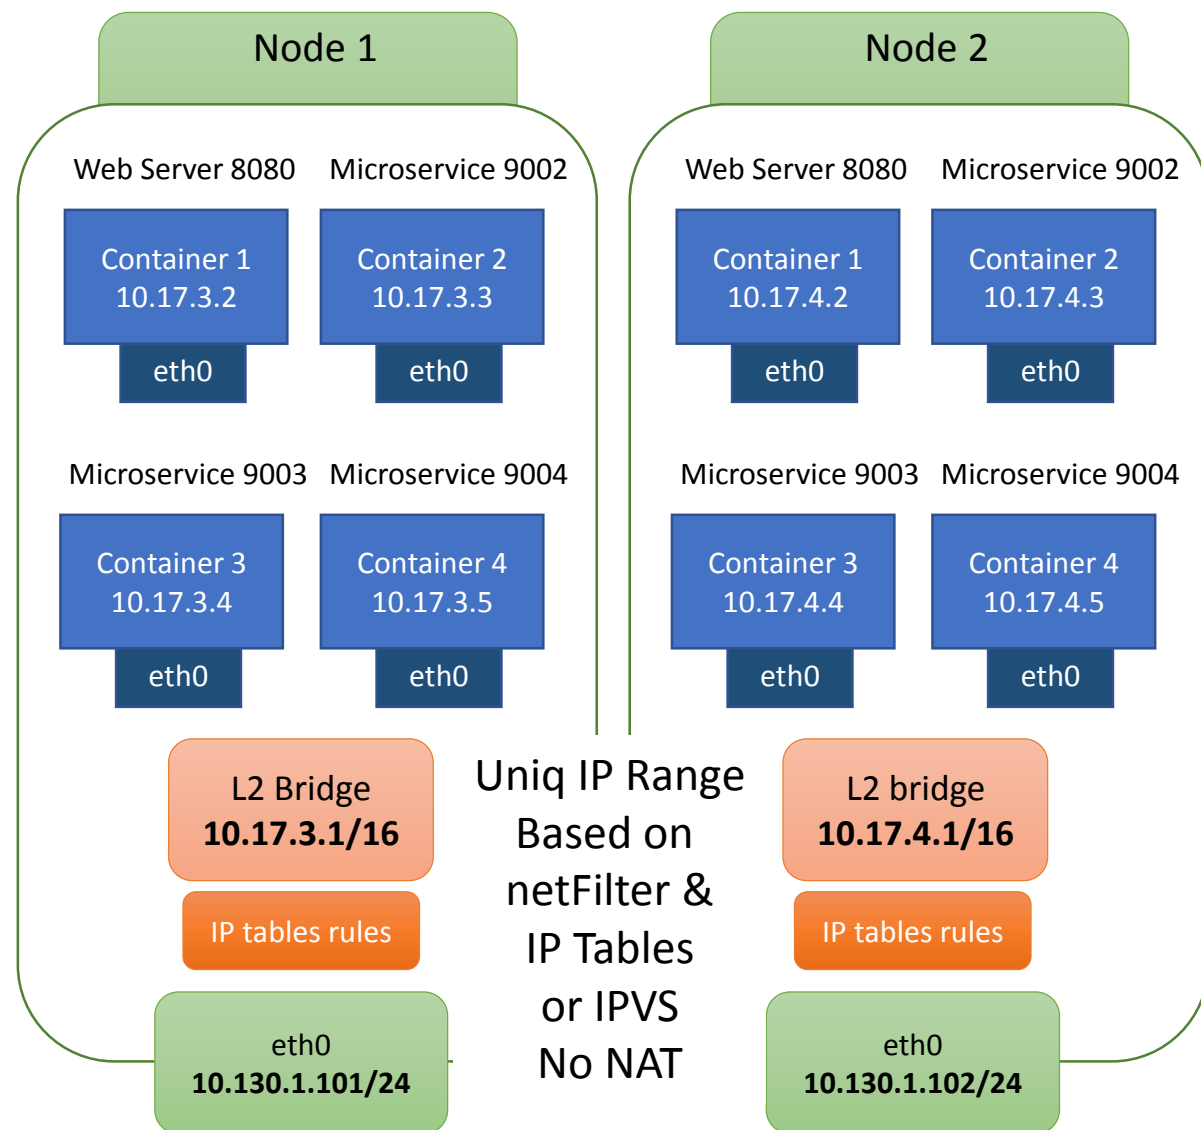 Node 1
Web Server 8080
Microservice 9002
Container 1
10.17.3.2
eth0
Container 2
10.17.3.3
eth0
Microservice 9003
Microservice 9004
Container 3
10.17.3.4
eth0
Container 4
10.17.3.5
eth0
L2 Bridge
10.17.3.1/16
IP tables rules
eth0
10.130.1.101/24
Uniq IP Range
Based on
netFilter &
IP Tables
or IPVS
No NAT
Node 2
Web Server 8080
Microservice 9002
Container 1
10.17.4.2
eth0
Container 2
10.17.4.3
eth0
Microservice 9003
Microservice 9004
Container 3
10.17.4.4
eth0
Container 4
10.17.4.5
eth0
L2 bridge
10.17.4.1/16
IP tables rules
eth0
10.130.1.102/24